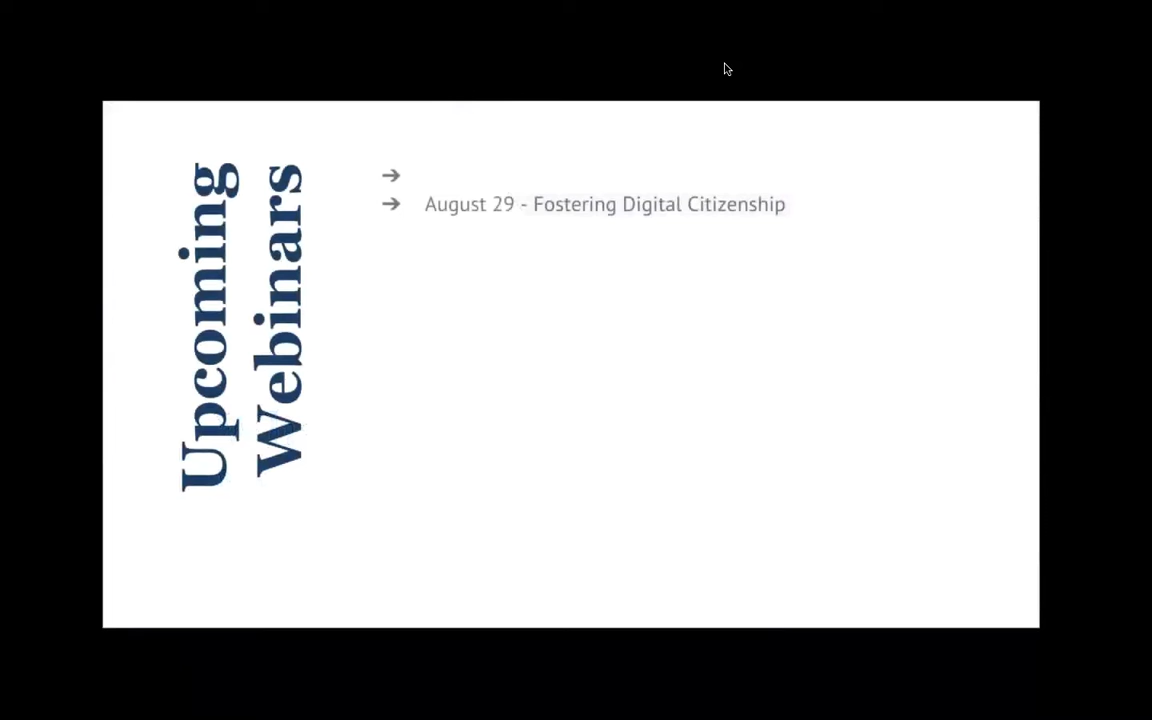 Upcoming
Webinars
➔
➔ August 29 - Fostering Digital Citizenship